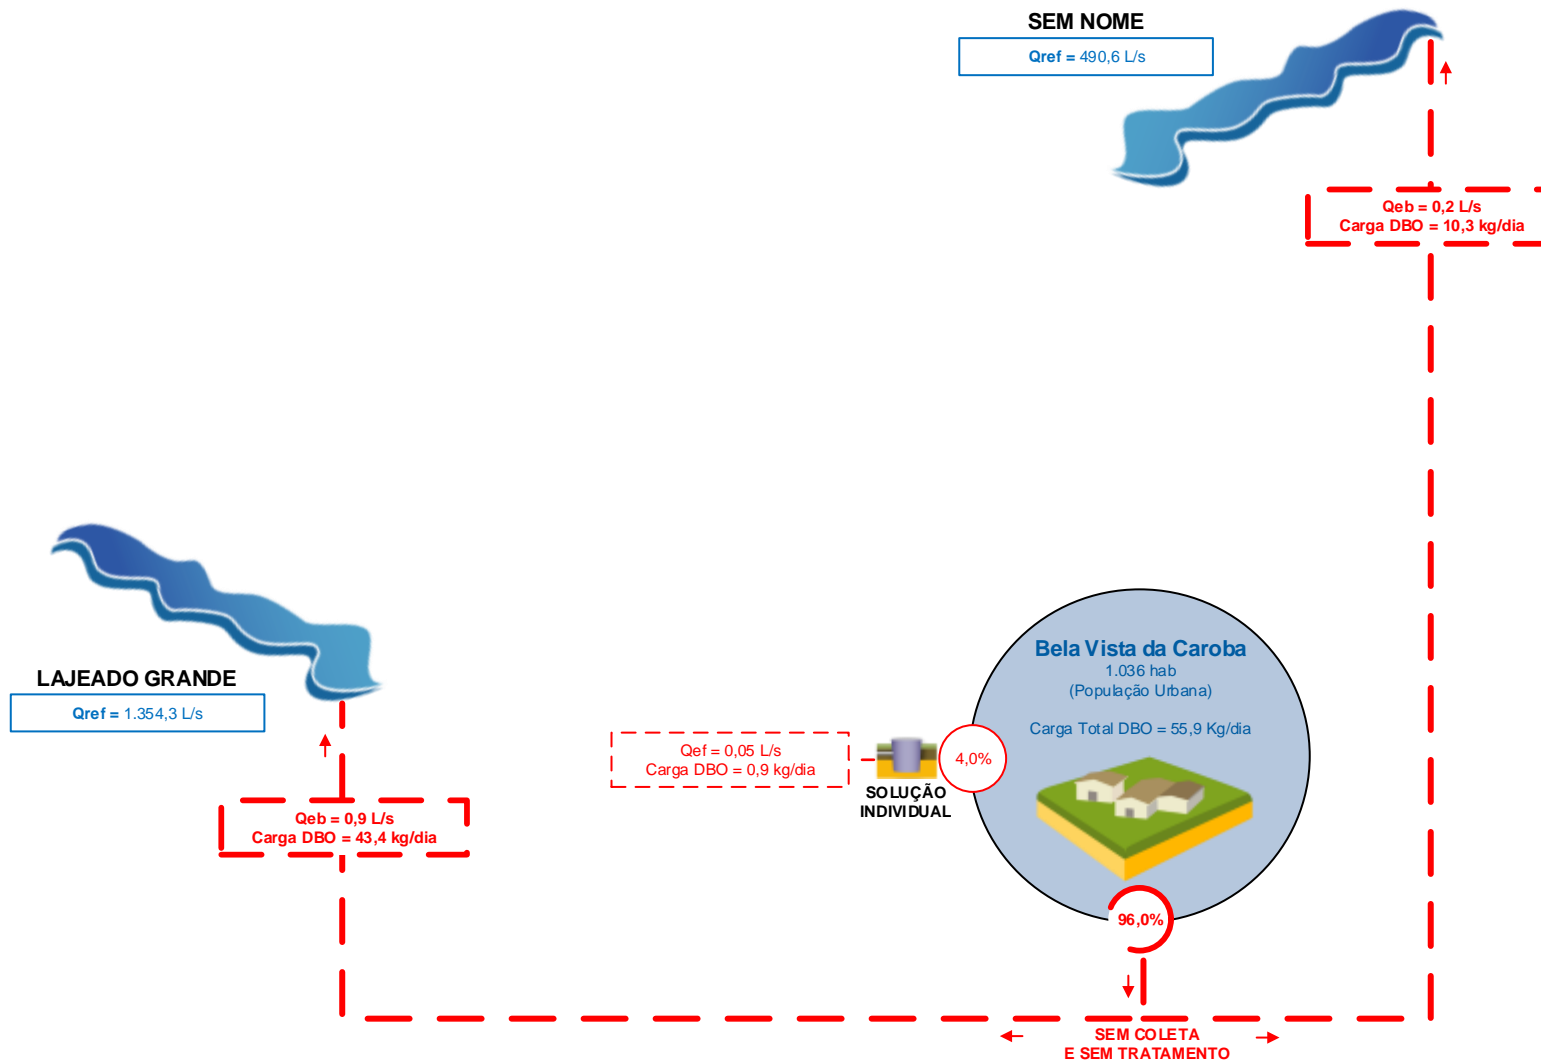 SEM NOME
Qref = 490,6 L/s
Qeb = 0,2 L/s
Carga DBO = 10,3 kg/dia
LAJEADO GRANDE
Qref = 1.354,3 L/s
Qeb = 0,9 L/s
Carga DBO = 43,4 kg/dia
Bela Vista da Caroba
1.036 hab
(População Urbana)
Carga Total DBO = 55,9 Kg/dia
Qef = 0,05 L/s
Carga DBO = 0,9 kg/dia
4,0%
SOLUÇÃO
INDIVIDUAL
96,0%
SEM COLETA
E SEM TRATAMENTO